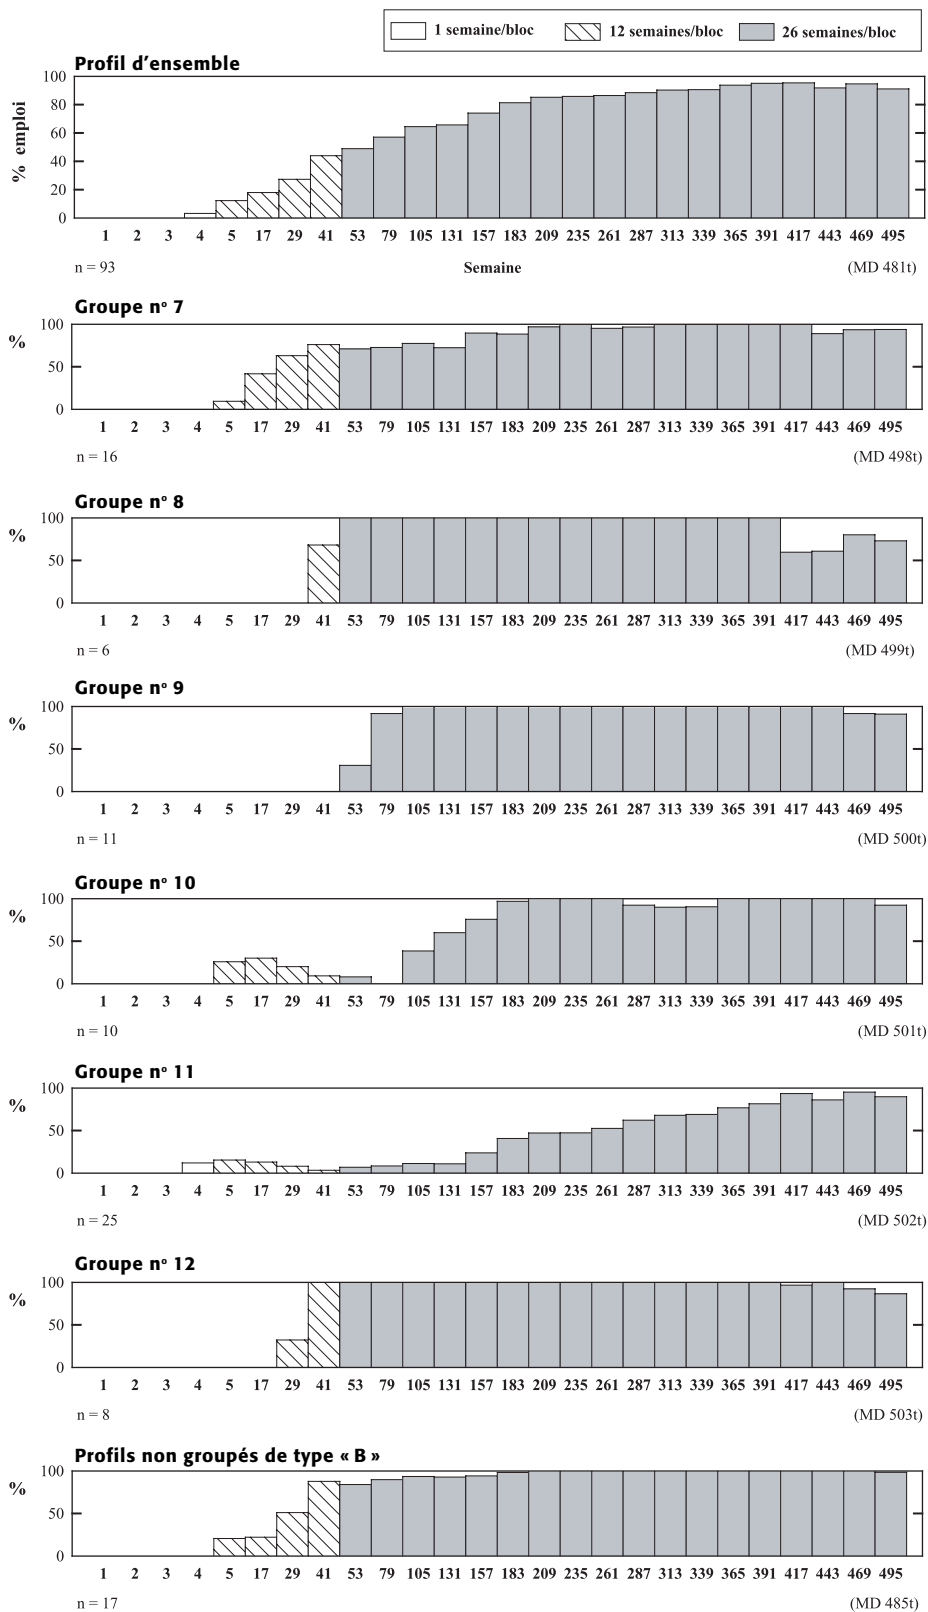 1 semaine/bloc 12 semaines/bloc 26 semaines/bloc
Profil d'ensemble
% emploi
100
80
60
40
20
0
1 2 3 4 5 17 29 41 53 79 105 131 157 183 209 235 261 287 313 339 365 391 417 443 469 495
n = 93 Semaine (MD 481t)
Groupe nº 7
%
100
50
0
1 2 3 4 5 17 29 41 53 79 105 131 157 183 209 235 261 287 313 339 365 391 417 443 469 495
n = 16 (MD 498t)
Groupe nº 8
%
100
50
0
1 2 3 4 5 17 29 41 53 79 105 131 157 183 209 235 261 287 313 339 365 391 417 443 469 495
n = 6 (MD 499t)
Groupe nº 9
%
100
50
0
1 2 3 4 5 17 29 41 53 79 105 131 157 183 209 235 261 287 313 339 365 391 417 443 469 495
n = 11 (MD 500t)
Groupe nº 10
%
100
50
0
1 2 3 4 5 17 29 41 53 79 105 131 157 183 209 235 261 287 313 339 365 391 417 443 469 495
n = 10 (MD 501t)
Groupe nº 11
%
100
50
0
1 2 3 4 5 17 29 41 53 79 105 131 157 183 209 235 261 287 313 339 365 391 417 443 469 495
n = 25 (MD 502t)
Groupe nº 12
%
100
50
0
1 2 3 4 5 17 29 41 53 79 105 131 157 183 209 235 261 287 313 339 365 391 417 443 469 495
n = 8 (MD 503t)
Profils non groupés de type « B »
%
100
50
0
1 2 3 4 5 17 29 41 53 79 105 131 157 183 209 235 261 287 313 339 365 391 417 443 469 495
n = 17 (MD 485t)